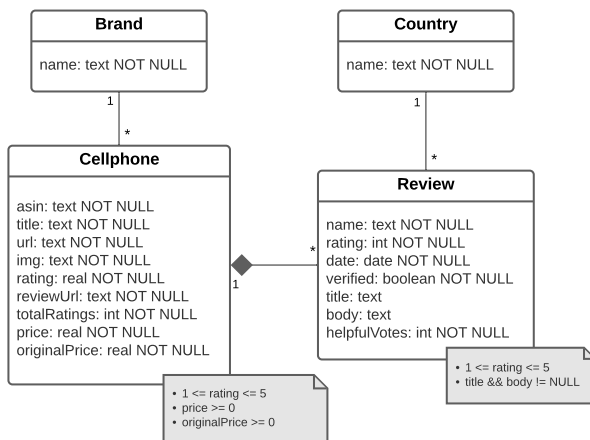 Brand
name: text NOT NULL
1
*
Country
name: text NOT NULL
1
*
Cellphone
asin: text NOT NULL
title: text NOT NULL
url: text NOT NULL
img: text NOT NULL
rating: real NOT NULL
reviewUrl: text NOT NULL
totalRatings: int NOT NULL
price: real NOT NULL
originalPrice: real NOT NULL
1
*
• 1 <= rating <= 5
• price >= 0
• originalPrice >= 0
Review
name: text NOT NULL
rating: int NOT NULL
date: date NOT NULL
verified: boolean NOT NULL
title: text
body: text
helpfulVotes: int NOT NULL
• 1 <= rating <= 5
• title && body != NULL